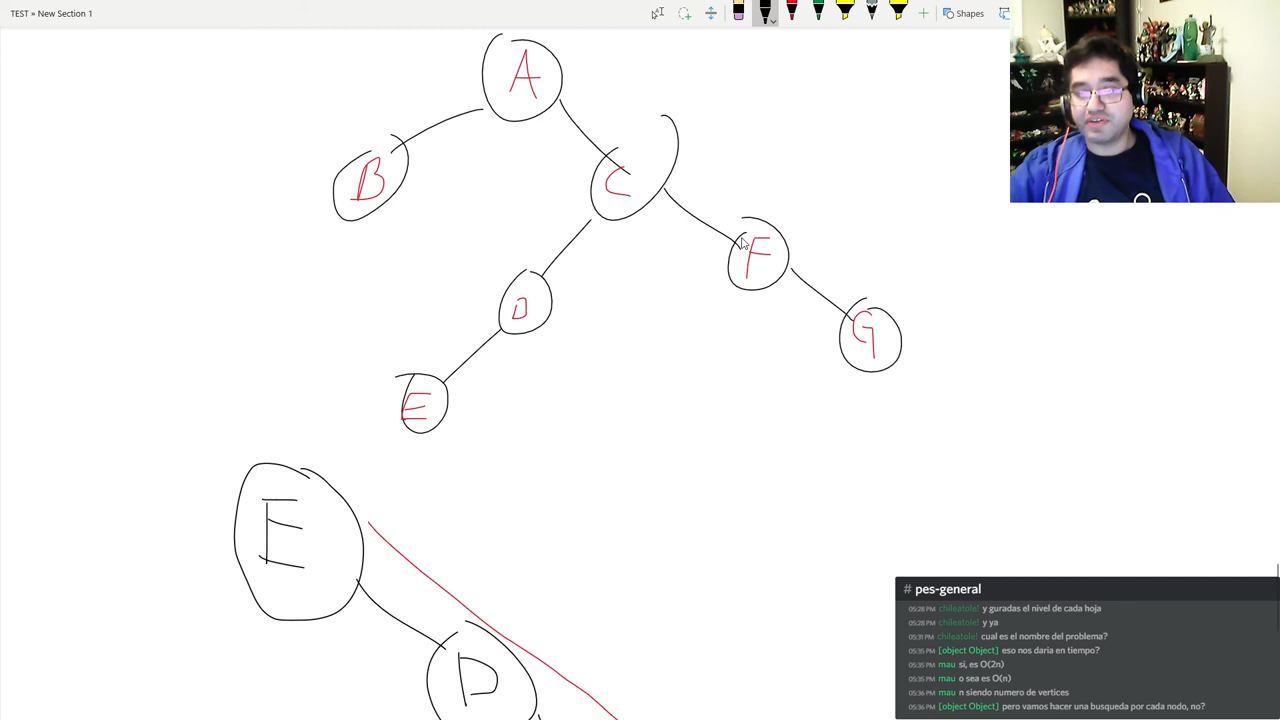 TEST » New Section 1
Shapes
A
B
C
F
D
G
E
E
D
# pes-general
05:28 PM chileatole! y guradas el nivel de cada hoja
05:28 PM chileatole! y ya
05:31 PM chileatole! cual es el nombre del problema?
05:35 PM [object Object] eso nos daria en tiempo?
05:35 PM mau si, es O(2n)
05:35 PM mau o sea es O(n)
05:36 PM mau n siendo numero de vertices
05:36 PM [object Object] pero vamos hacer una busqueda por cada nodo, no?